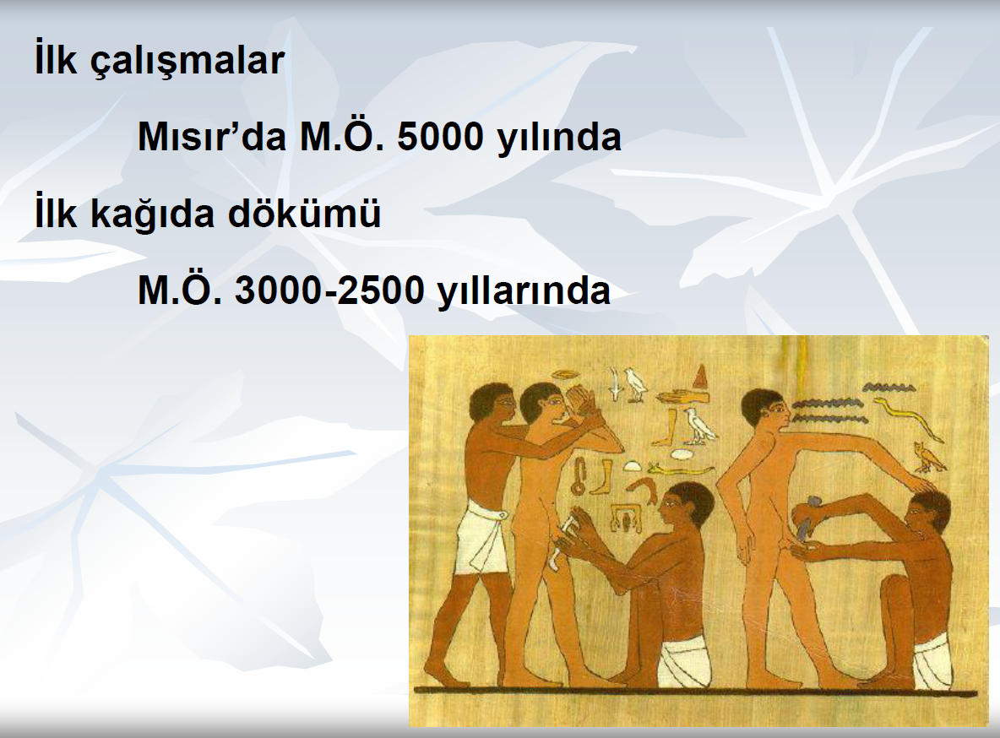 İlk çalışmalar
Mısır’da M.Ö. 5000 yılında
İlk kağıda dökümü
M.Ö. 3000-2500 yıllarında